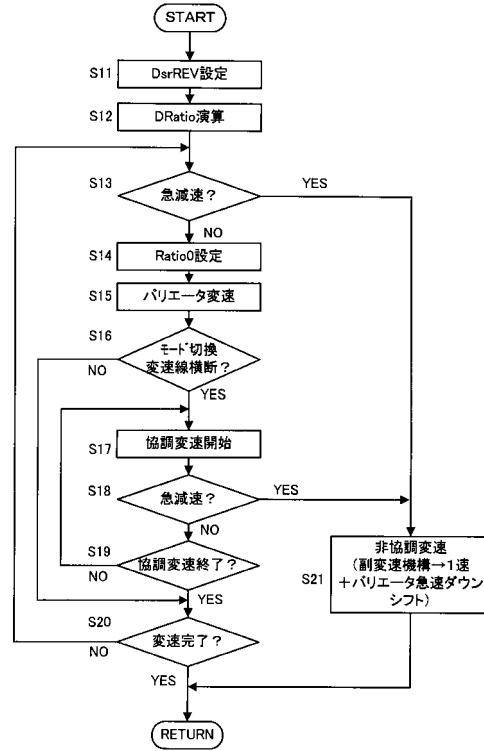 START
S11
DsrREV設定
S12
DRatio演算
S13
急減速？
YES
NO
S14
Ratio0設定
S15
バリエータ変速
S16
モード切換
変速線横断？
NO
YES
S17
協調変速開始
S18
急減速？
YES
NO
S19
協調変速終了？
NO
YES
S20
変速完了？
NO
YES
S21
非協調変速
（副変速機構→1速
＋バリエータ急速ダウン
シフト）
RETURN